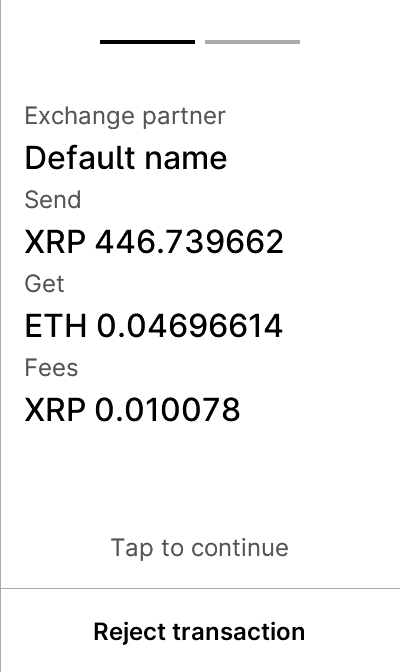 Exchange partner
Default name
Send
XRP 446.739662
Get
ETH 0.04696614
Fees
XRP 0.010078
Tap to continue
Reject transaction